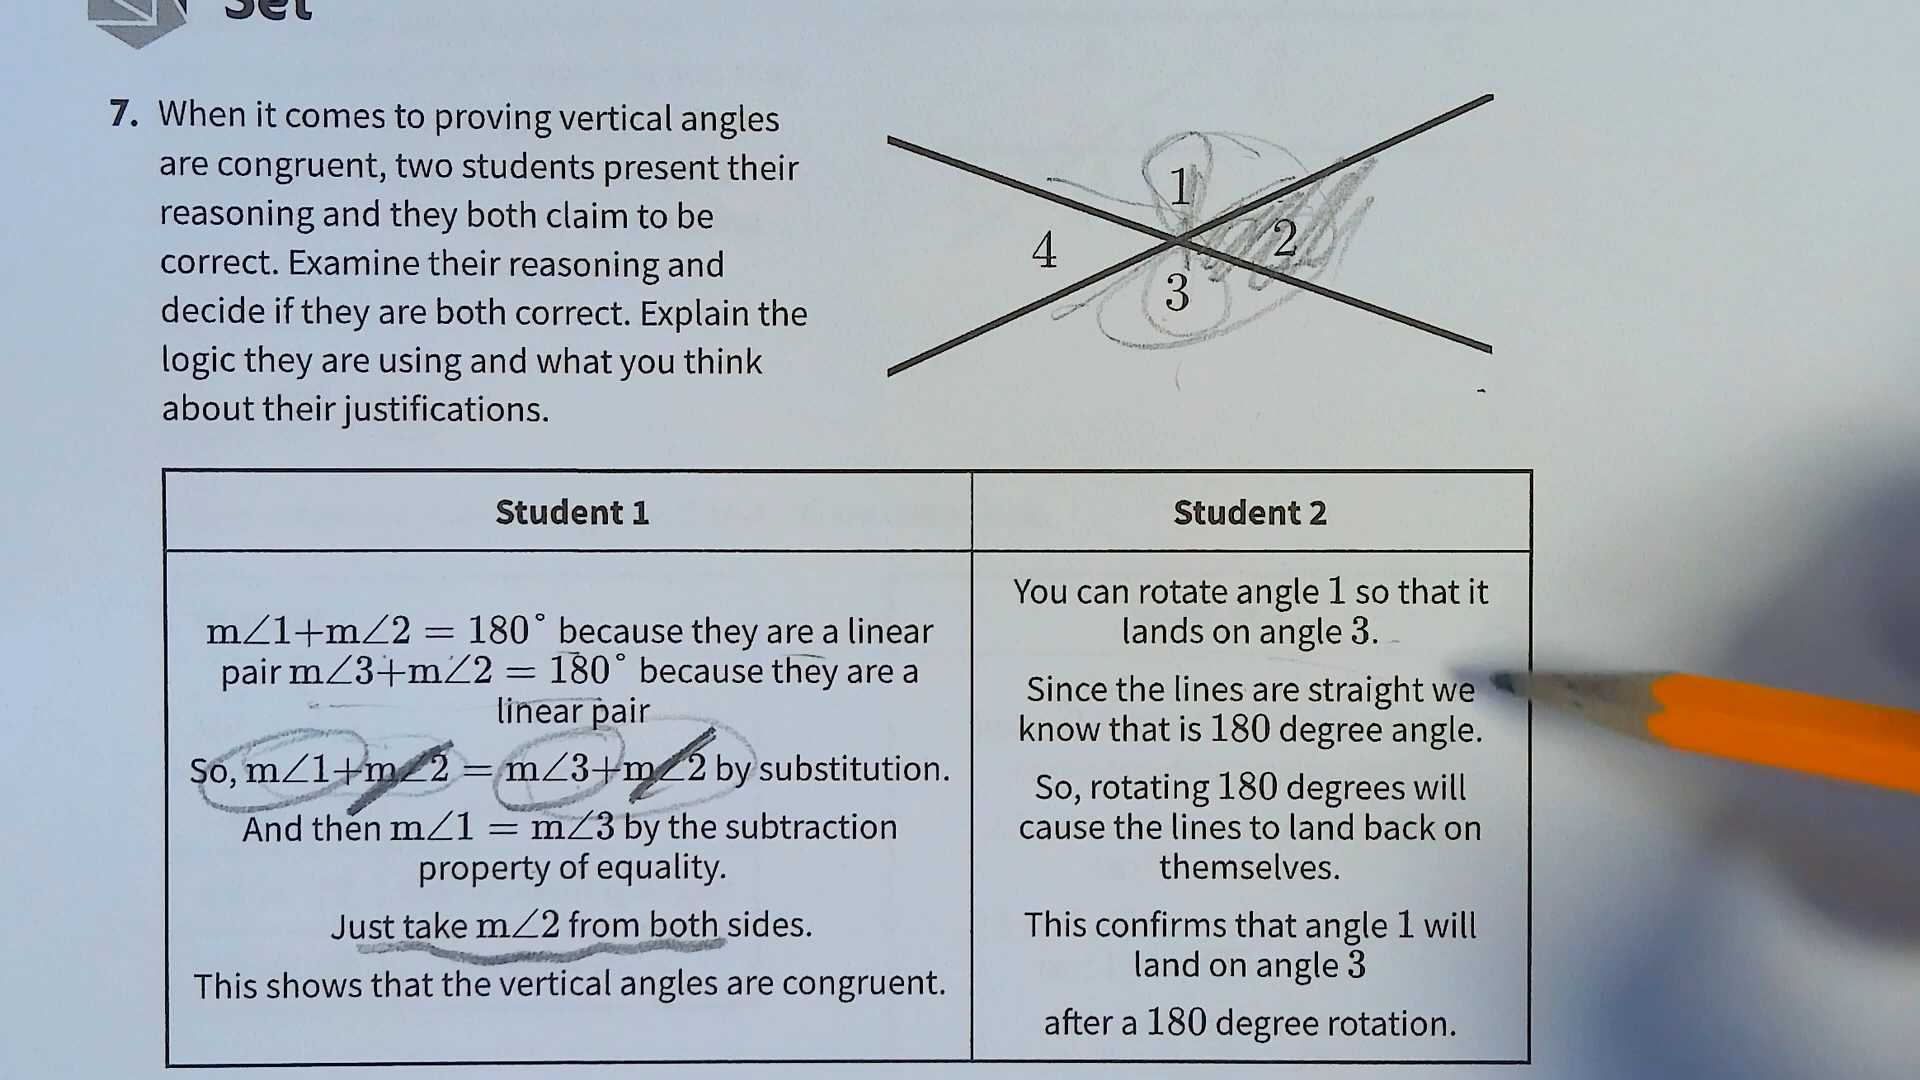 Set
7. When it comes to proving vertical angles
are congruent, two students present their
reasoning and they both claim to be
correct. Examine their reasoning and
decide if they are both correct. Explain the
logic they are using and what you think
about their justifications.
1
2
4
3
Student 1
m∠1+m∠2 = 180° because they are a linear
pair m∠3+m∠2 = 180° because they are a
linear pair
So, m∠1+m∠2 = m∠3+m∠2 by substitution.
And then m∠1 = m∠3 by the subtraction
property of equality.
Just take m∠2 from both sides.
This shows that the vertical angles are congruent.
Student 2
You can rotate angle 1 so that it
lands on angle 3.
Since the lines are straight we
know that is 180 degree angle.
So, rotating 180 degrees will
cause the lines to land back on
themselves.
This confirms that angle 1 will
land on angle 3
after a 180 degree rotation.